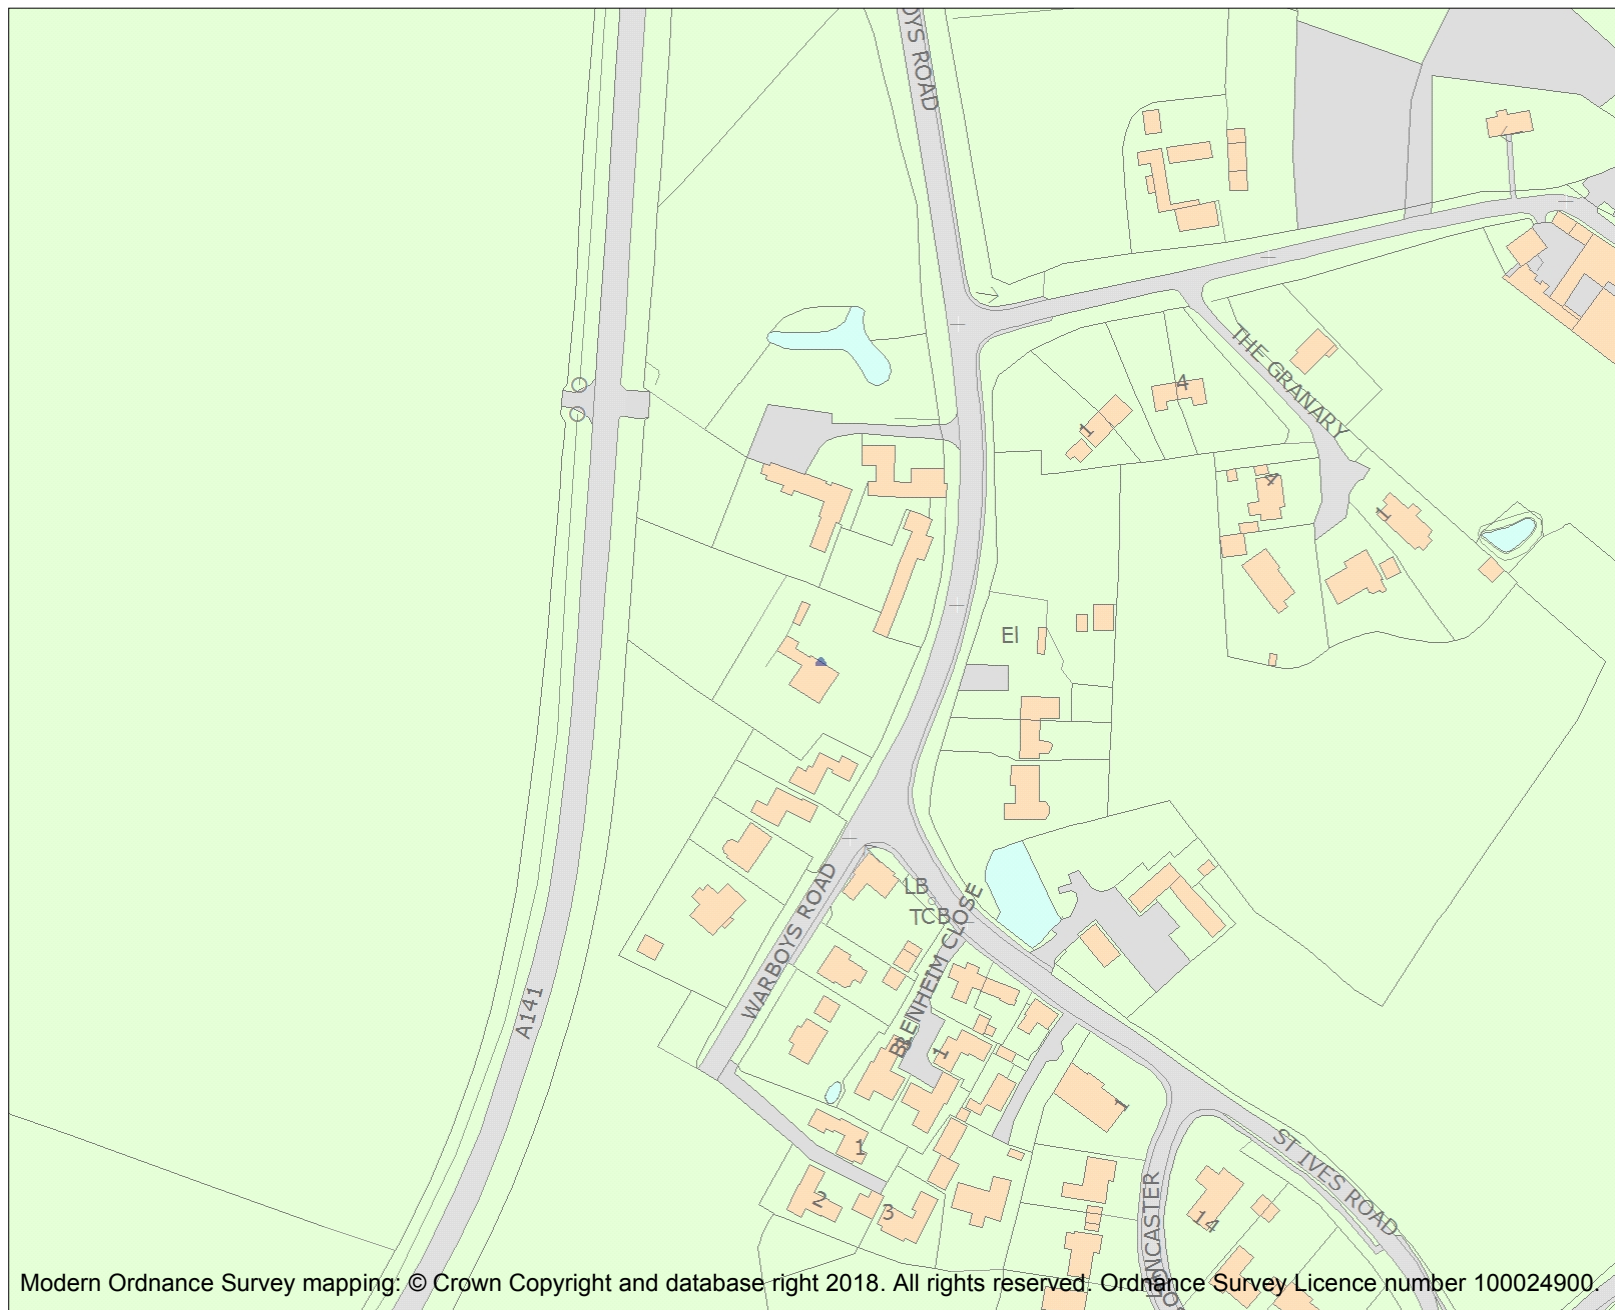 OYS ROAD
THE GRANARY
4
1
4
1
El
LB
TCB
WARBOYS ROAD
BLENHEIM CLOSE
A141
1
1
1
2
3
14
ST IVES ROAD
LANCASTER
Modern Ordnance Survey mapping: © Crown Copyright and database right 2018. All rights reserved. Ordnance Survey Licence number 100024900.